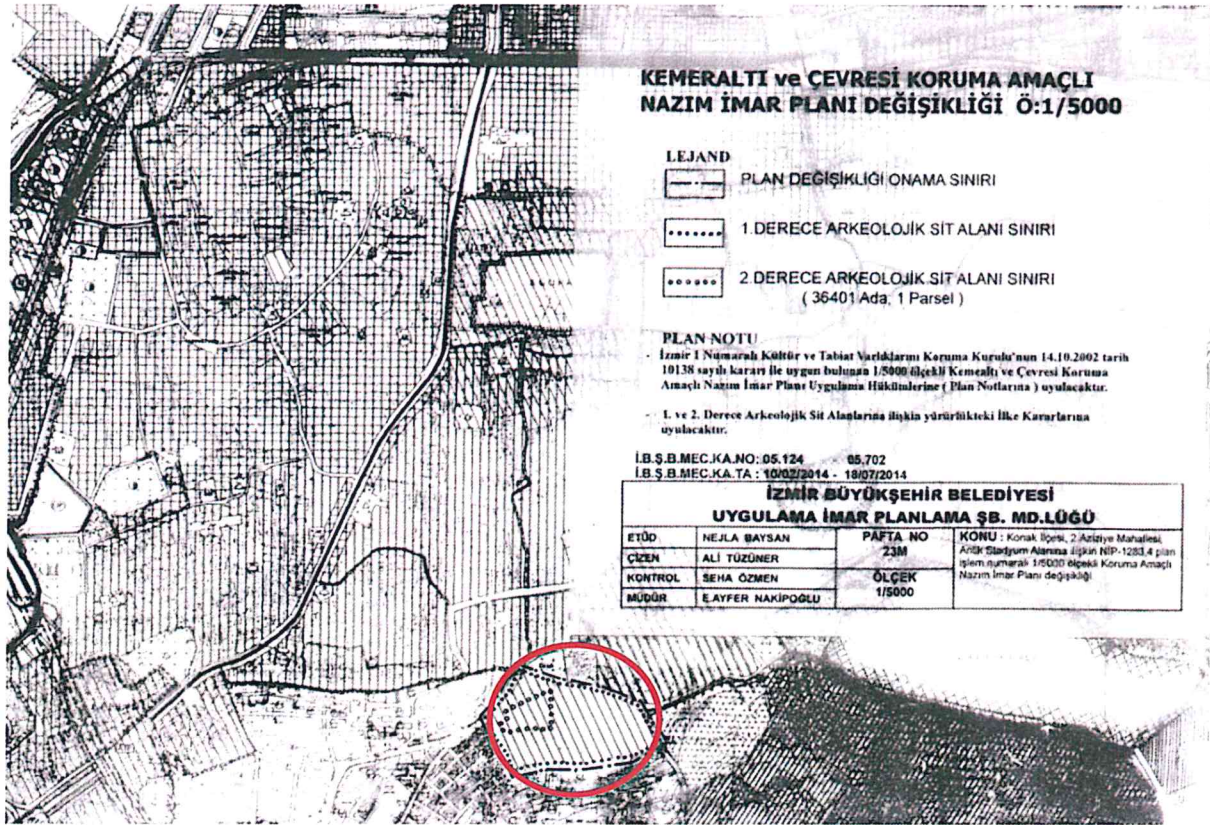 KEMERALTI ve ÇEVRESİ KORUMA AMAÇLI
NAZIM İMAR PLANI DEĞİŞİKLİĞİ Ö:1/5000
LEJAND
PLAN DEĞİŞİKLİĞİ ONAMA SINIRI
1.DERECE ARKEOLOJİK SİT ALANI SINIRI
2.DERECE ARKEOLOJİK SİT ALANI SINIRI
( 36401 Ada, 1 Parsel )
PLAN NOTU
- İzmir 1 Numaralı Kültür ve Tabiat Varlıklarını Koruma Kurulu'nun 14.10.2002 tarih
10138 sayılı kararı ile uygun bulunan 1/5000 ölçekli Kemeraltı ve Çevresi Koruma
Amaçlı Nazım İmar Planı Uygulama Hükümlerine ( Plan Notlarına ) uyulacaktır.
- 1. ve 2. Derece Arkeolojik Sit Alanlarına ilişkin yürürlükteki İlke Kararlarına
uyulacaktır.
İ.B.Ş.B.MEC.KA.NO: 05.124 05.702
İ.B.Ş.B.MEC.KA.TA : 10/02/2014 - 18/07/2014
İZMİR BÜYÜKŞEHİR BELEDİYESİ
UYGULAMA İMAR PLANLAMA ŞB. MD.LÜĞÜ
ETÜD NEJLA BAYSAN
ÇİZEN ALİ TÜZÜNER
KONTROL SEHA ÖZMEN
MÜDÜR E.AYFER NAKİPOĞLU
PAFTA NO
23M
ÖLÇEK
1/5000
KONU : Konak İlçesi, 2.Aziziye Mahallesi,
Antik Stadyum Alanına ilişkin NİP-1283,4 plan
işlem numaralı 1/5000 ölçekli Koruma Amaçlı
Nazım İmar Planı değişikliği